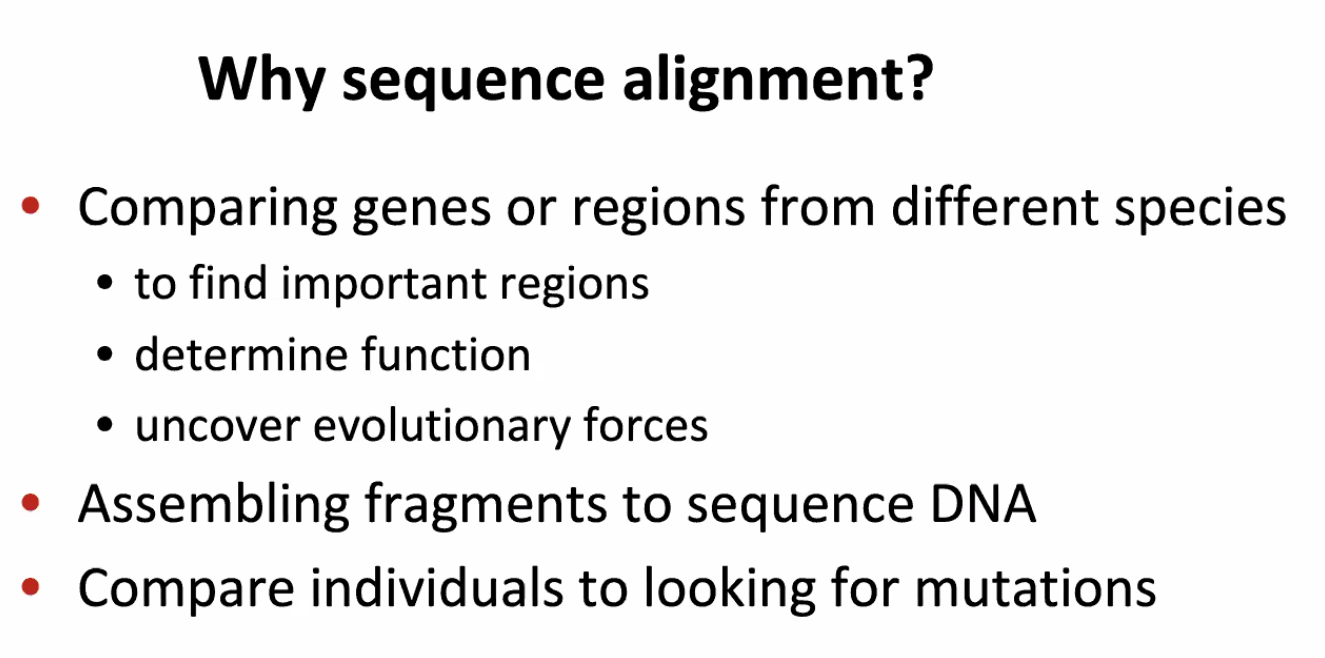 Why sequence alignment?
• Comparing genes or regions from different species
• to find important regions
• determine function
• uncover evolutionary forces
• Assembling fragments to sequence DNA
• Compare individuals to looking for mutations